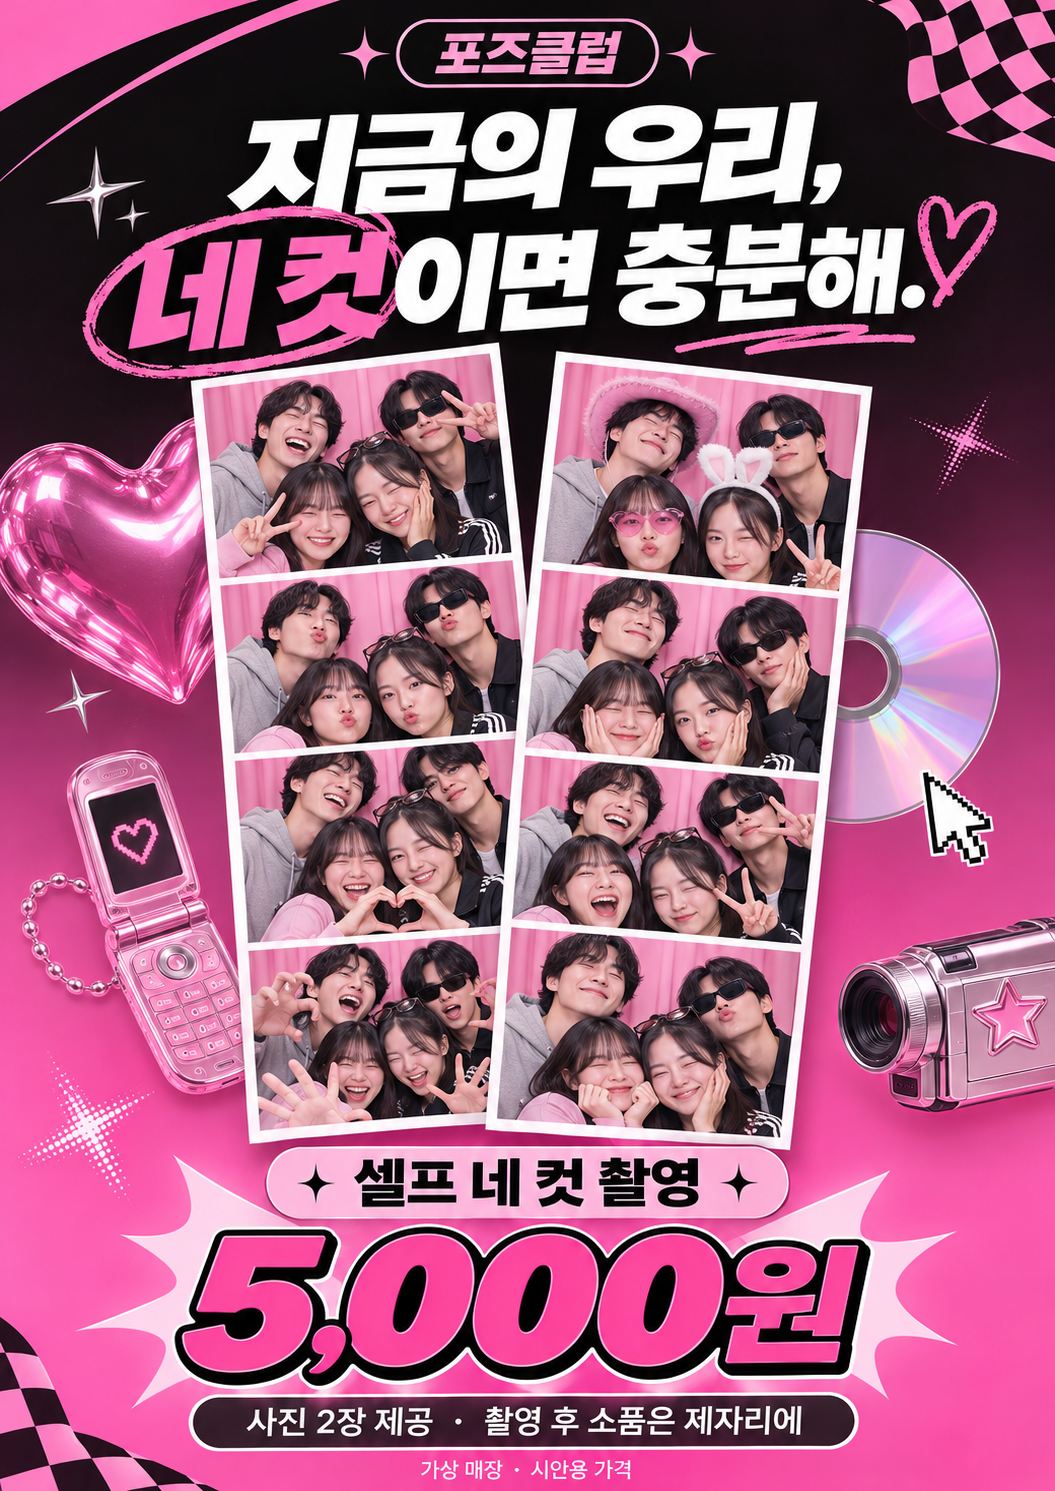 포즈클럽
지금의 우리,
네 컷이면 충분해.
셀프 네 컷 촬영
5,000원
사진 2장 제공 · 촬영 후 소품은 제자리에
가상 매장 · 시안용 가격